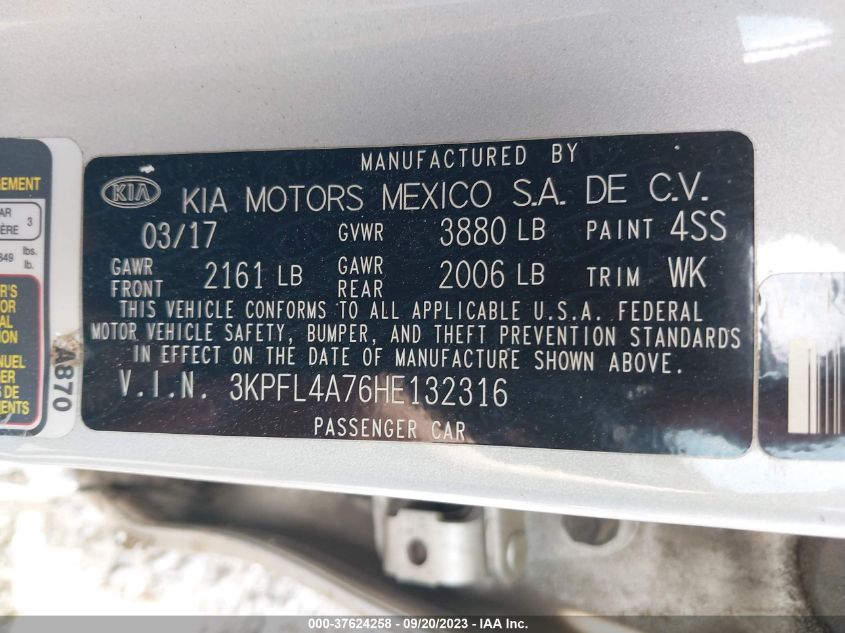 MANUFACTURED BY
KIA KIA MOTORS MEXICO S.A. DE C.V.
03/17 GVWR 3880 LB PAINT 4SS
GAWR FRONT 2161 LB GAWR REAR 2006 LB TRIM WK
THIS VEHICLE CONFORMS TO ALL APPLICABLE U.S.A. FEDERAL
MOTOR VEHICLE SAFETY, BUMPER, AND THEFT PREVENTION STANDARDS
IN EFFECT ON THE DATE OF MANUFACTURE SHOWN ABOVE.
V.I.N. 3KPFL4A76HE132316
PASSENGER CAR
3
lbs.
lb.
A870
000-37624258 - 09/20/2023 - IAA Inc.